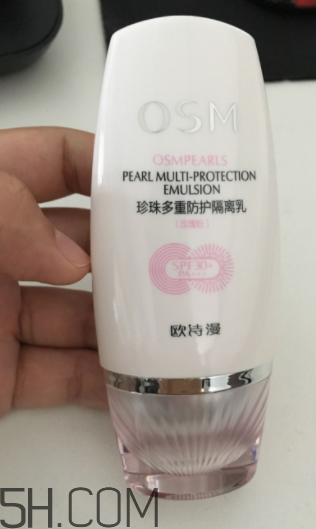 OSM
OSMPEARLS
PEARL MULTI-PROTECTION
EMULSION
珍珠多重防护隔离乳
SPF30+
PA+++
欧诗漫
5H.COM